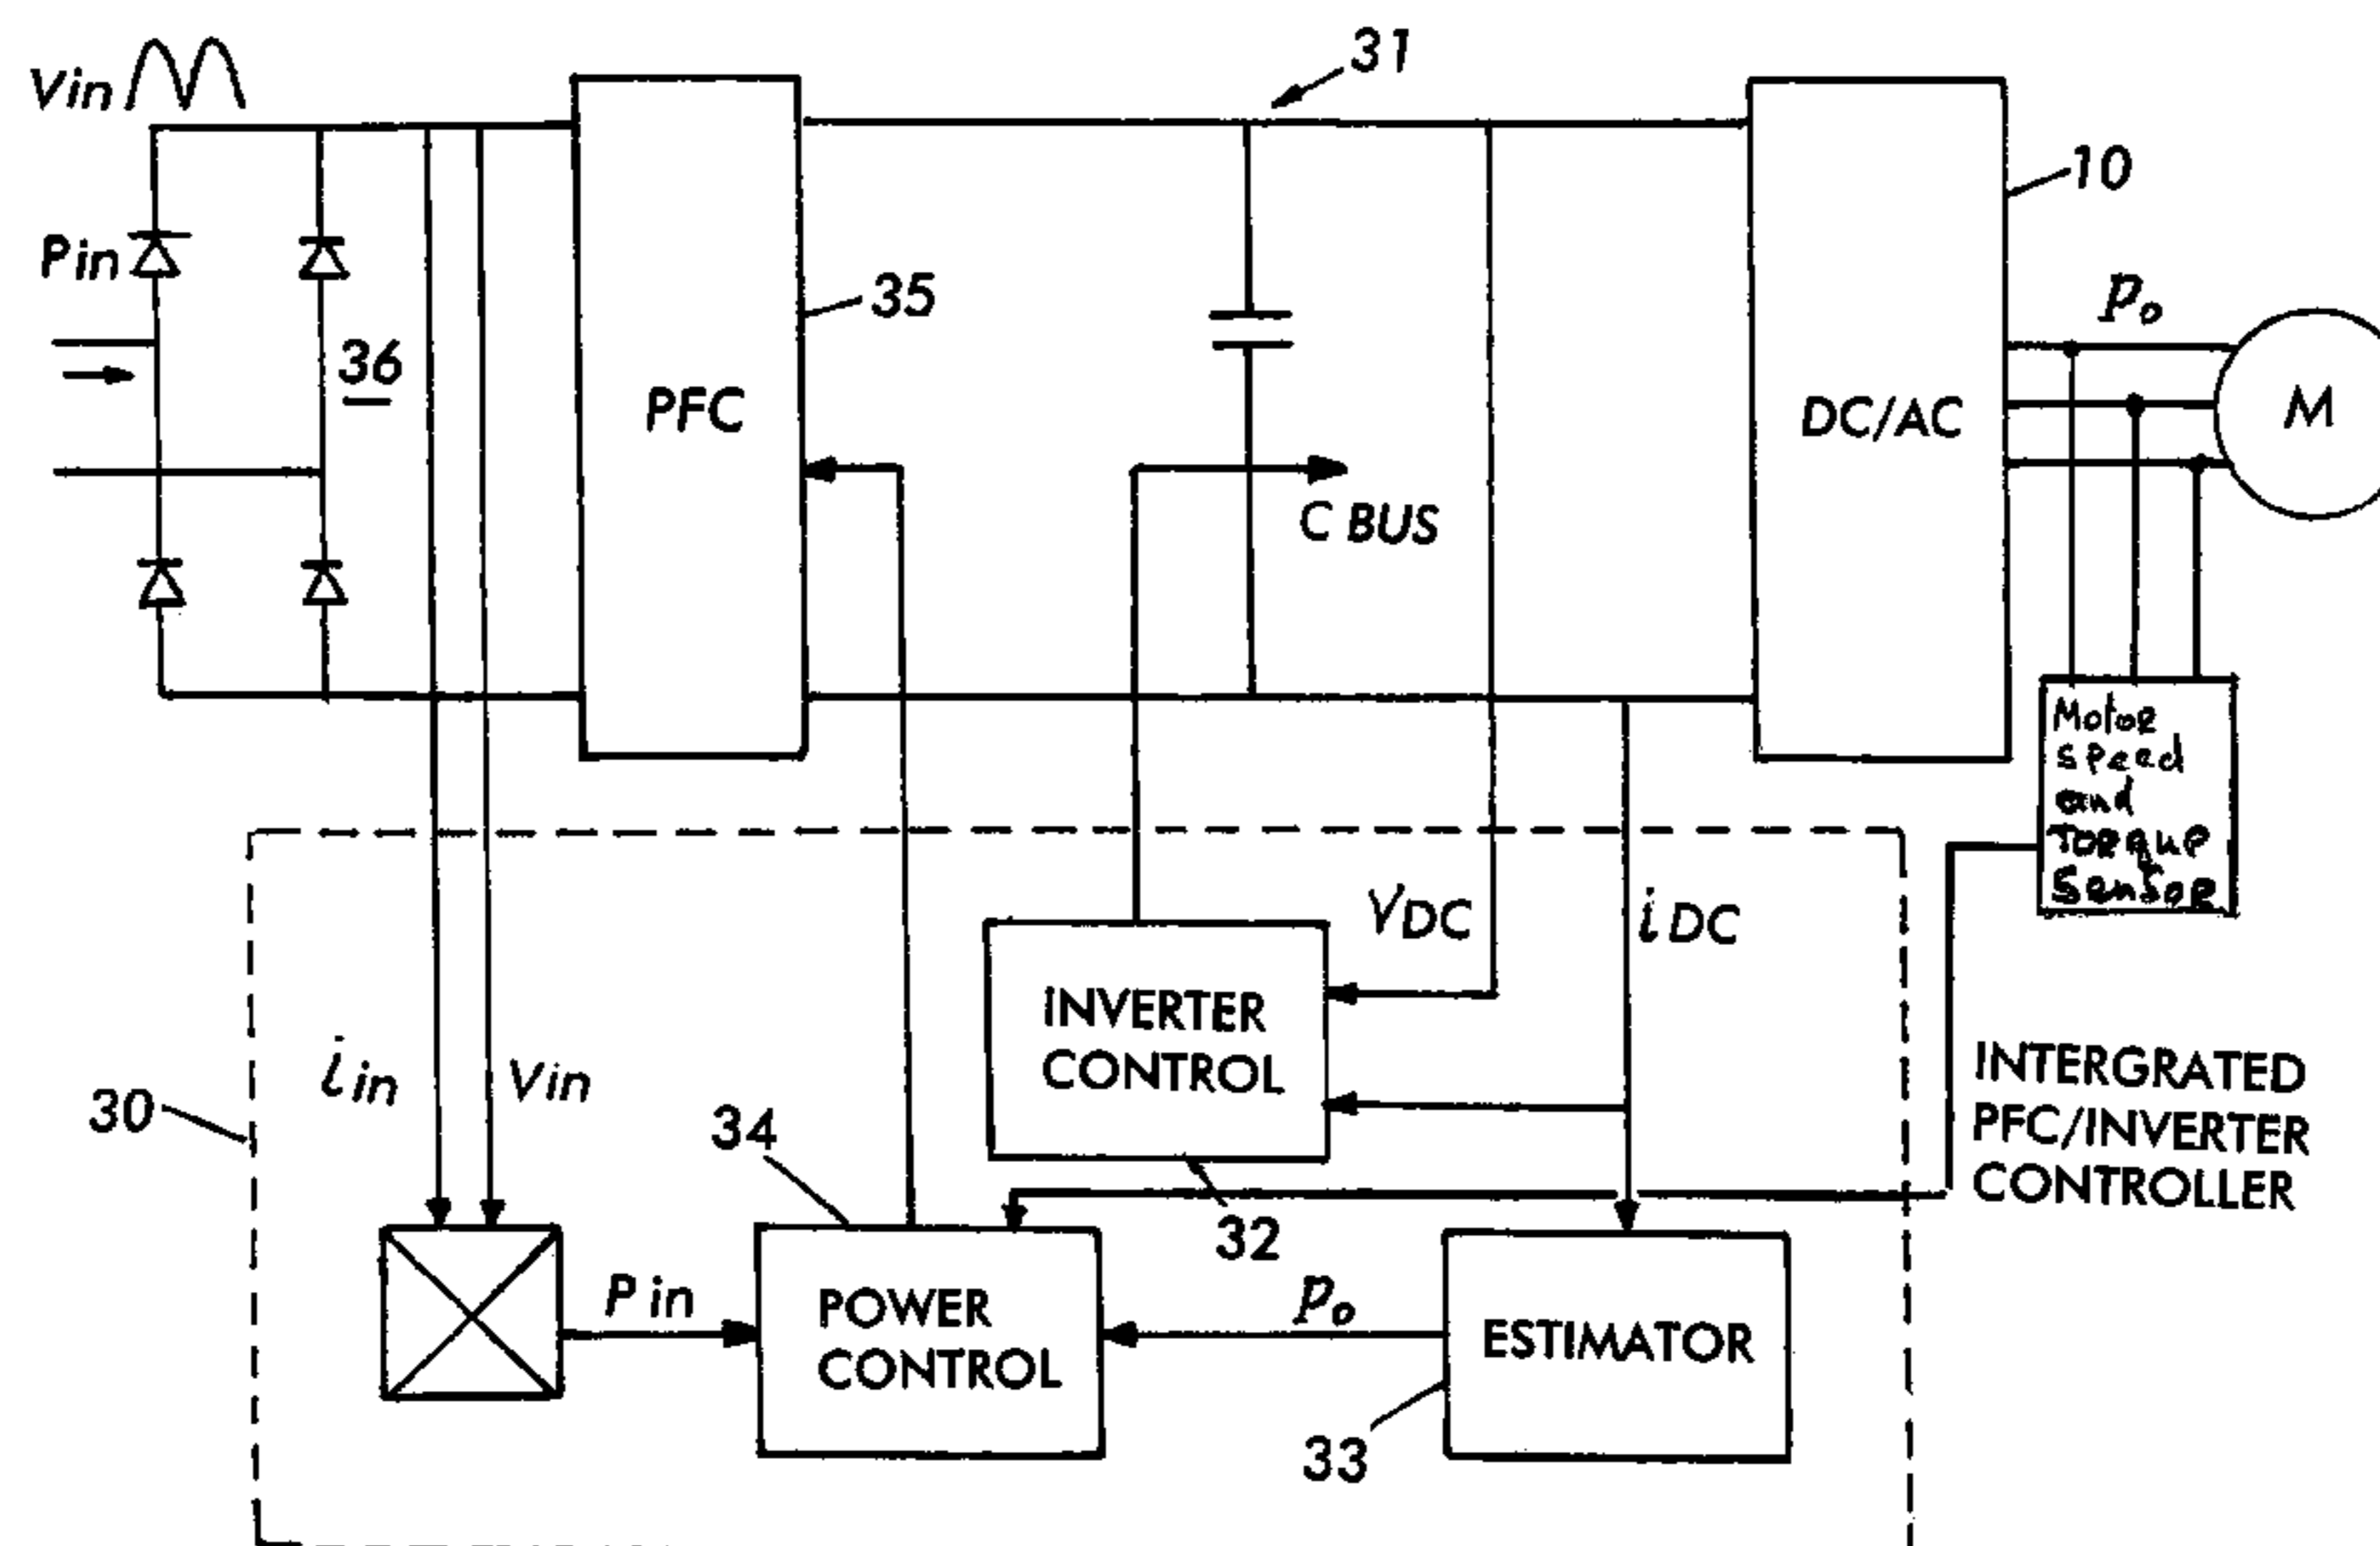 Vin
31
10
Pin
35
Po
36
PFC
DC/AC
M
C BUS
Motor
speed
and
Torque
Sensor
VDC
iDC
INVERTER
CONTROL
INTERGRATED
PFC/INVERTER
CONTROLLER
iin
Vin
30
34
32
Pin
POWER
CONTROL
Po
ESTIMATOR
33